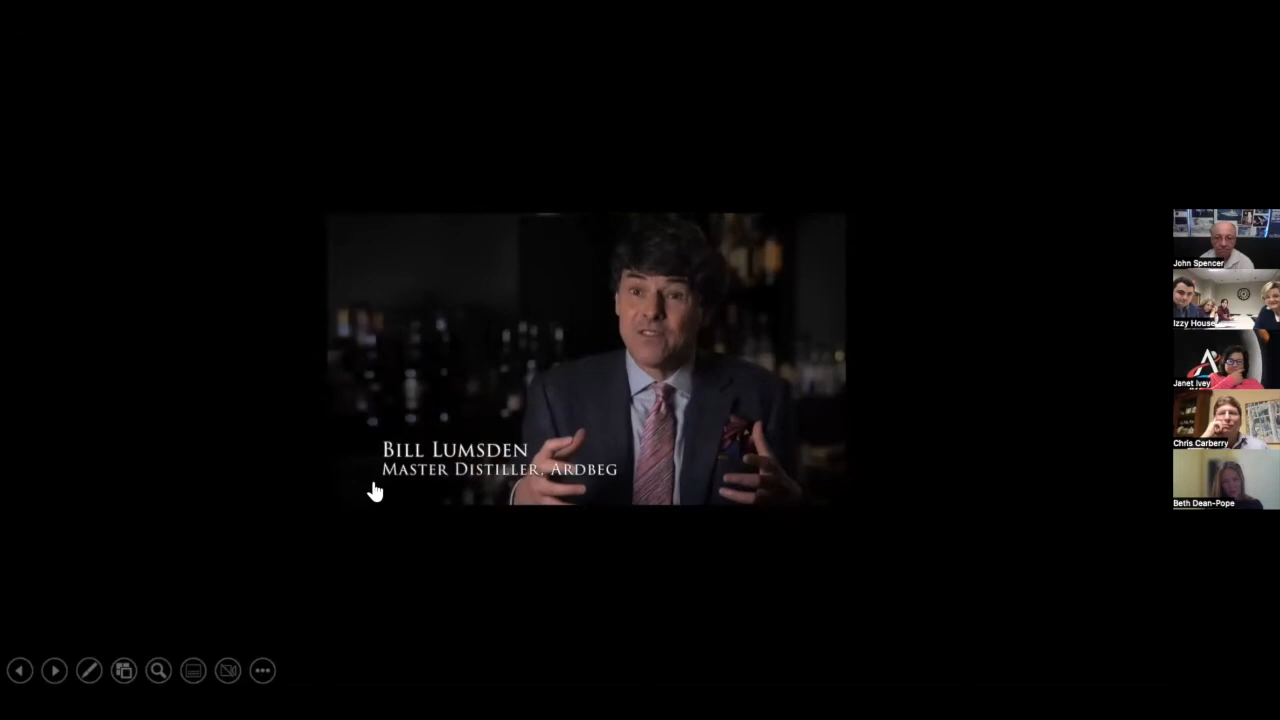 BILL LUMSDEN
MASTER DISTILLER, ARDBEG
John Spencer
Izzy House
Janet Ivey
Chris Carberry
Beth Dean-Pope